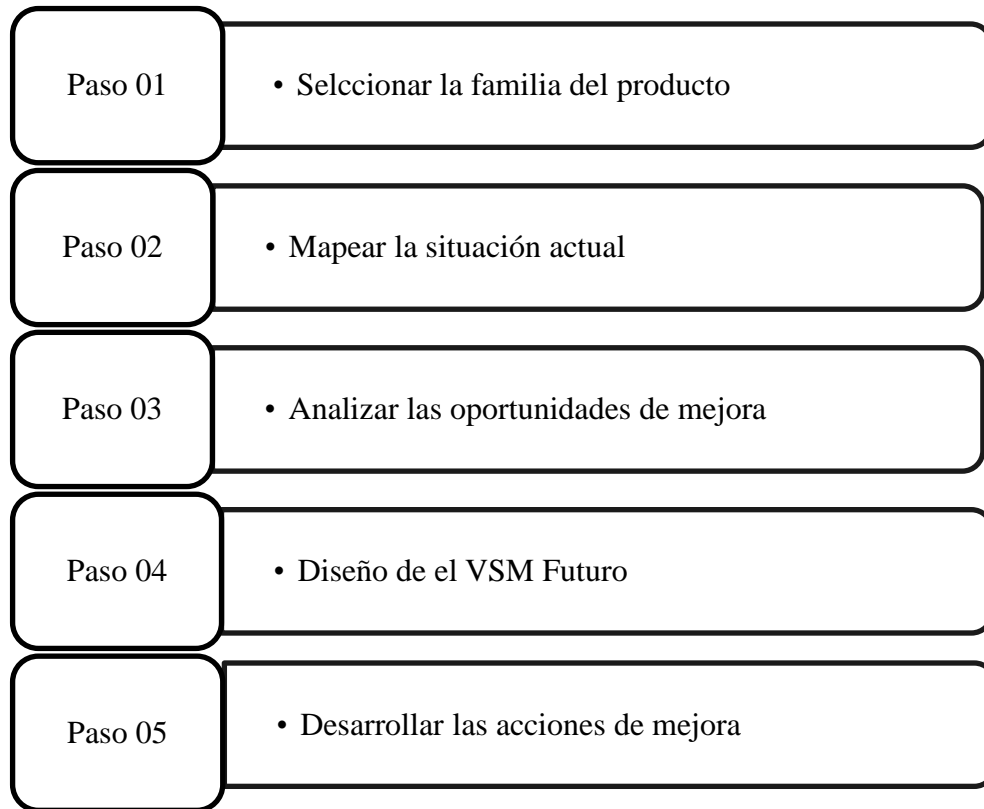 Paso 01
• Selccionar la familia del producto
Paso 02
• Mapear la situación actual
Paso 03
• Analizar las oportunidades de mejora
Paso 04
• Diseño de el VSM Futuro
Paso 05
• Desarrollar las acciones de mejora